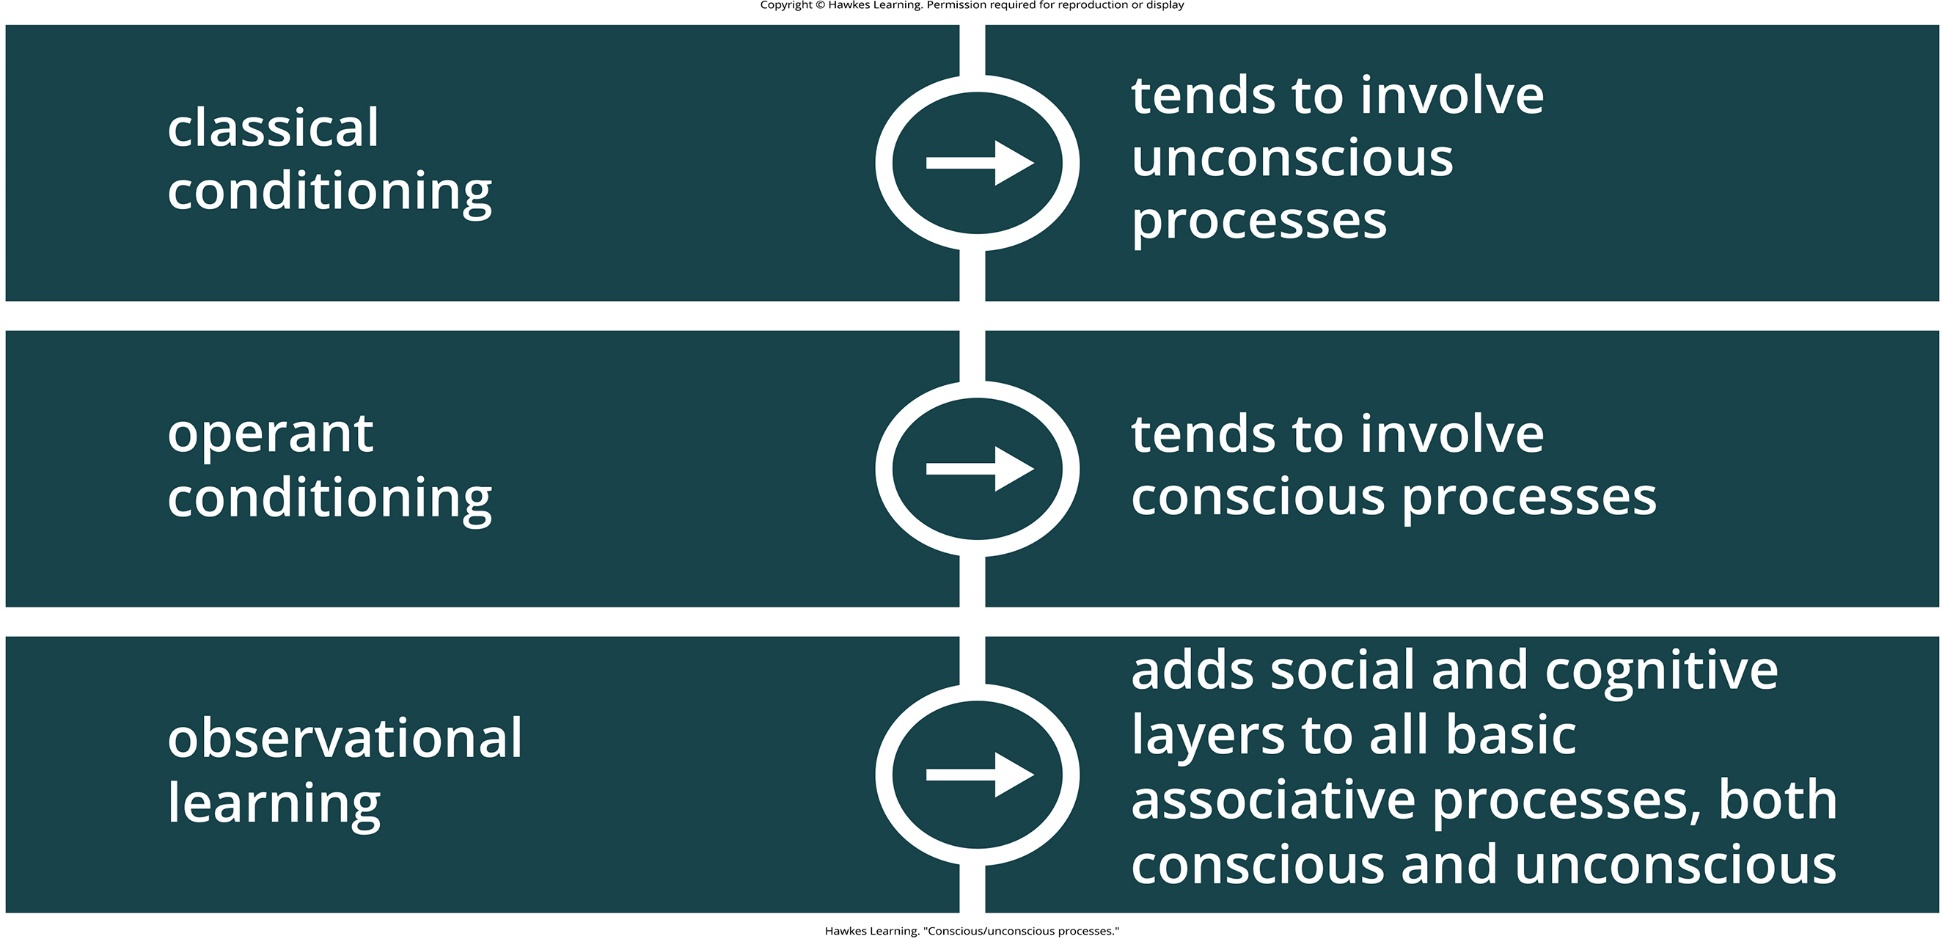 Copyright © Hawkes Learning. Permission required for reproduction or display
classical
conditioning
tends to involve
unconscious
processes
operant
conditioning
tends to involve
conscious processes
observational
learning
adds social and cognitive
layers to all basic
associative processes, both
conscious and unconscious
Hawkes Learning. "Conscious/unconscious processes."